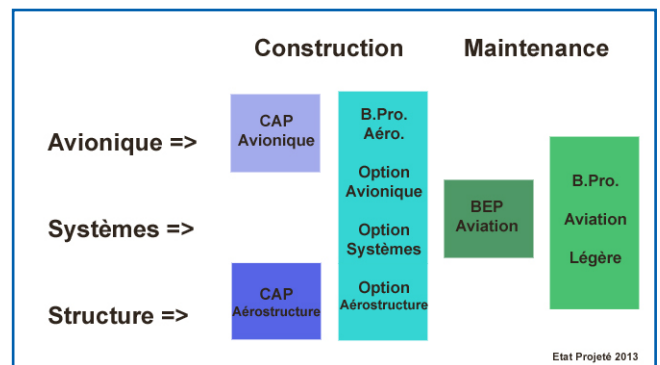 Construction
Maintenance
Avionique =>
Systèmes =>
Structure =>
CAP
Avionique
CAP
Aérostructure
B.Pro.
Aéro.
Option
Avionique
Option
Systèmes
Option
Aérostructure
BEP
Aviation
B.Pro.
Aviation
Légère
Etat Projeté 2013